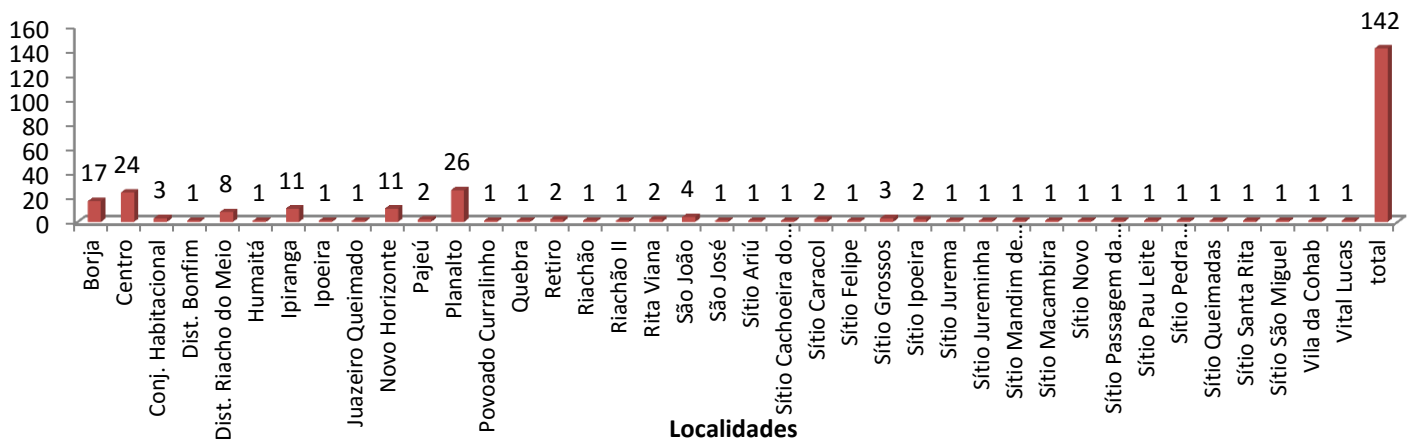 160
140
120
100
80
60
40
20
0
17
24
3
1
8
1
11
1
1
11
2
26
1
1
2
1
1
2
4
1
1
1
2
1
3
2
1
1
1
1
1
1
1
1
1
1
1
1
1
142
Borja
Centro
Conj. Habitacional
Dist. Bonfim
Dist. Riacho do Meio
Humaitá
Ipiranga
Ipoeira
Juazeiro Queimado
Novo Horizonte
Pajeú
Planalto
Povoado Curralinho
Quebra
Retiro
Riachão
Riachão II
Rita Viana
São João
São José
Sítio Ariú
Sítio Cachoeira do...
Sítio Caracol
Sítio Felipe
Sítio Grossos
Sítio Ipoeira
Sítio Jurema
Sítio Jureminha
Sítio Mandim de...
Sítio Macambira
Sítio Novo
Sítio Passagem da...
Sítio Pau Leite
Sítio Pedra...
Sítio Queimadas
Sítio Santa Rita
Sítio São Miguel
Vila da Cohab
Vital Lucas
total
Localidades